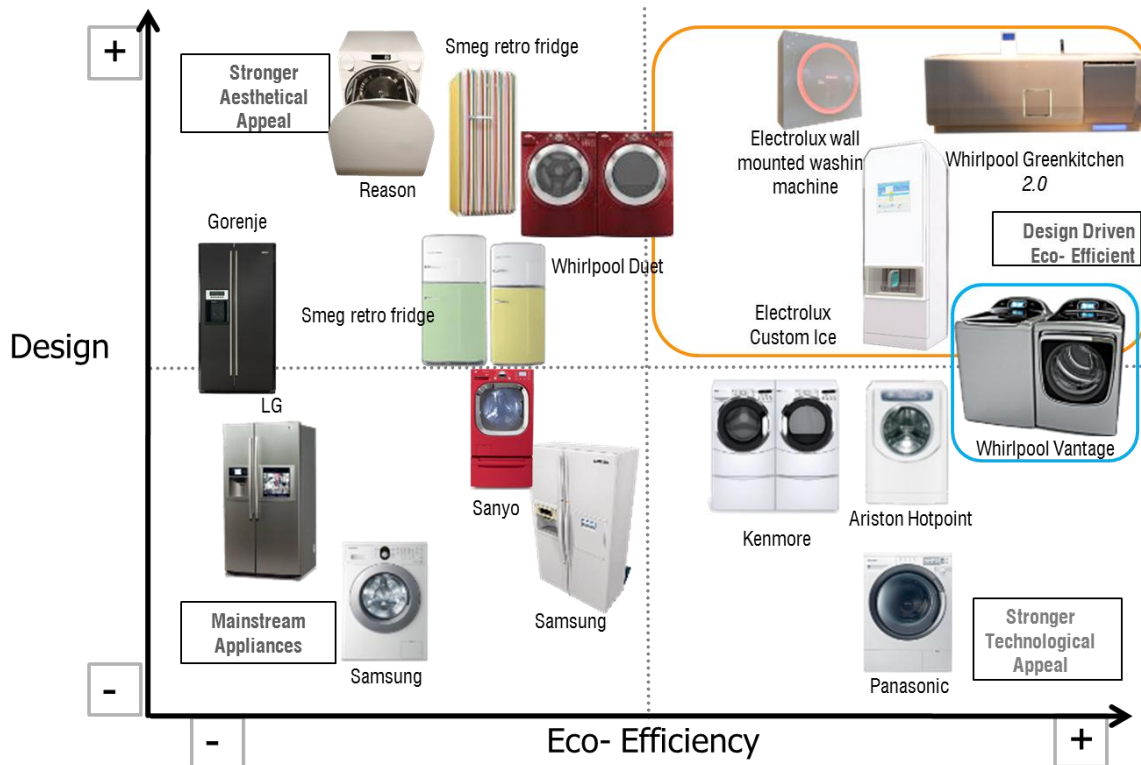 +
Stronger
Aesthetical
Appeal
Smeg retro fridge
Reason
Electrolux wall
mounted washin
machine
Whirlpool Greenkitchen
2.0
Gorenje
Whirlpool Duet
Design Driven
Eco- Efficient
Smeg retro fridge
Electrolux
Custom Ice
Design
LG
Whirlpool Vantage
Sanyo
Kenmore
Ariston Hotpoint
Mainstream
Appliances
Samsung
Samsung
Stronger
Technological
Appeal
Panasonic
-
-
Eco- Efficiency
+